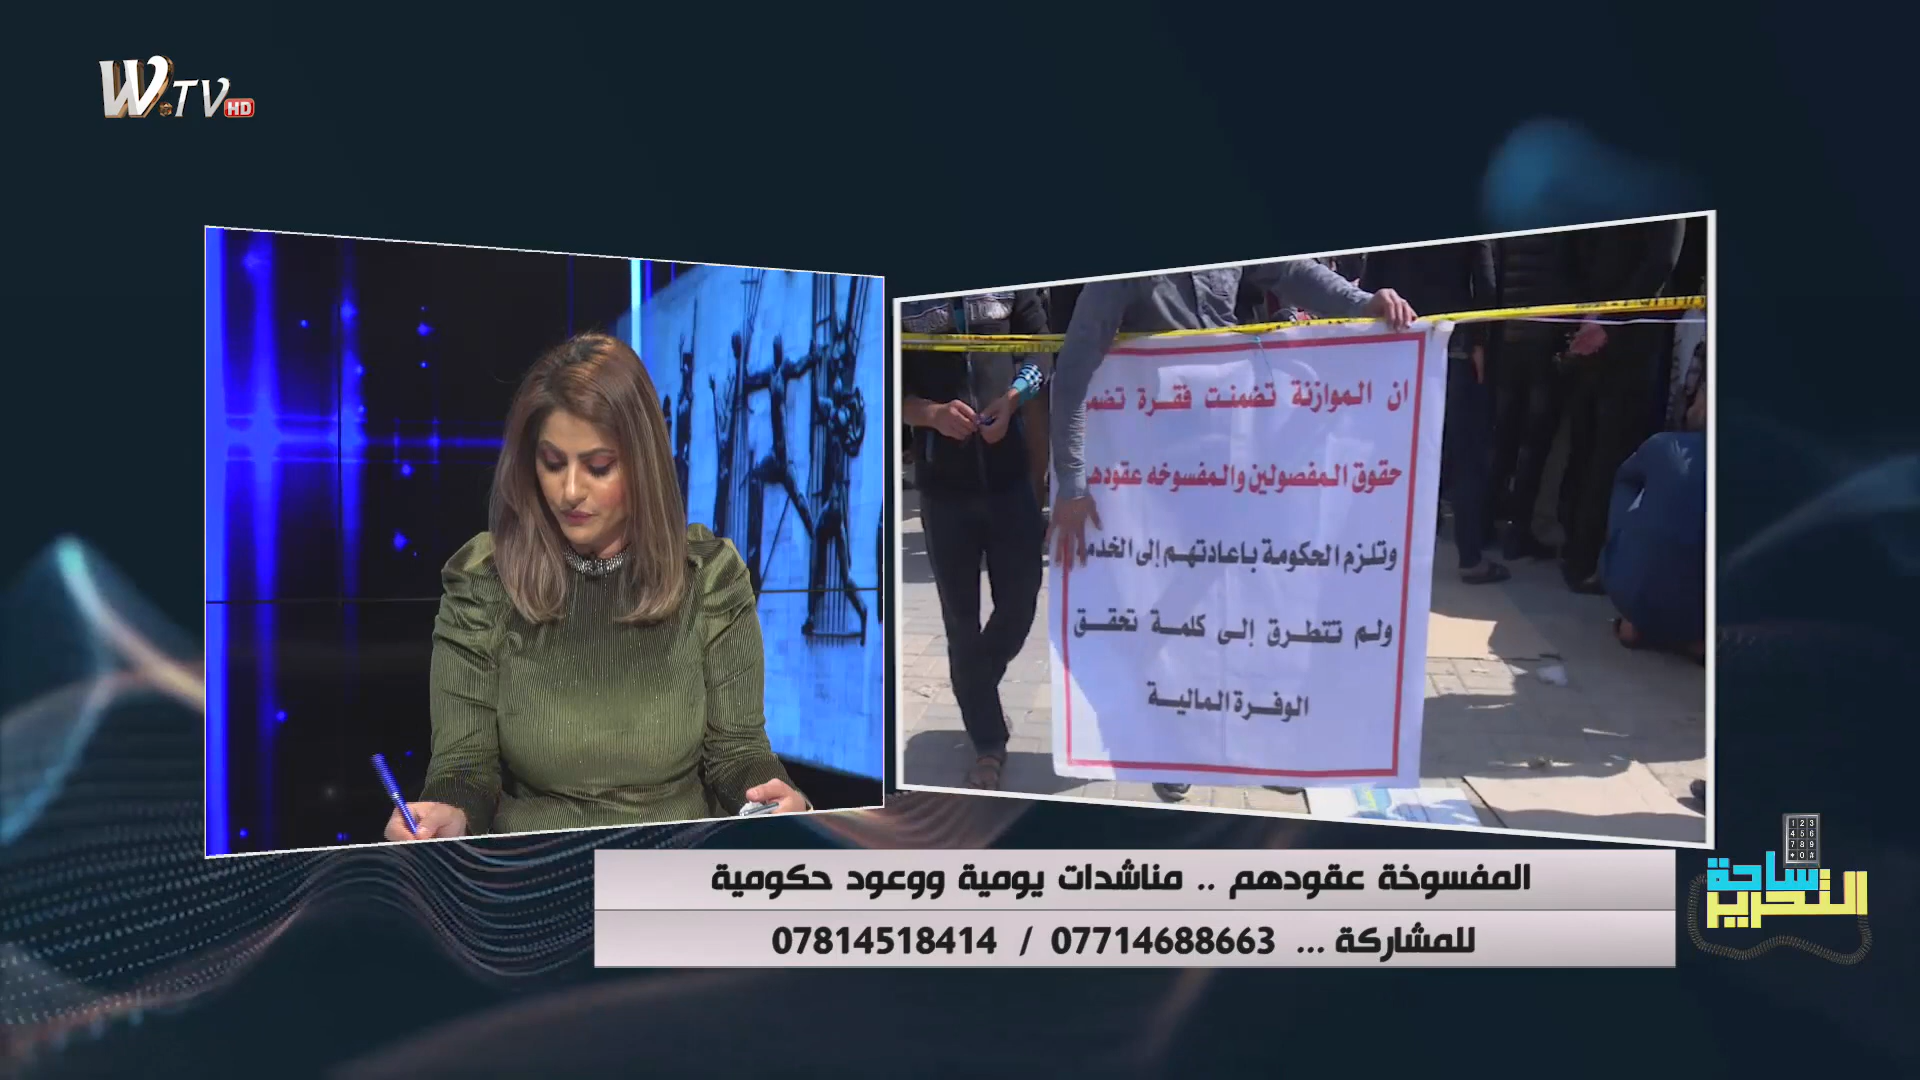 W.TV HD
ان الموازنة تضمنت فقرة تضم
حقوق المفصولين والمفسوخه عقودهم
وتلزم الحكومة باعادتهم إلى الخدمة
ولم تتطرق إلى كلمة تحقق
الوفرة المالية
المفسوخة عقودهم .. مناشدات يومية ووعود حكومية
للمشاركة ... 07714688663 / 07814518414
ساحة
التحرير